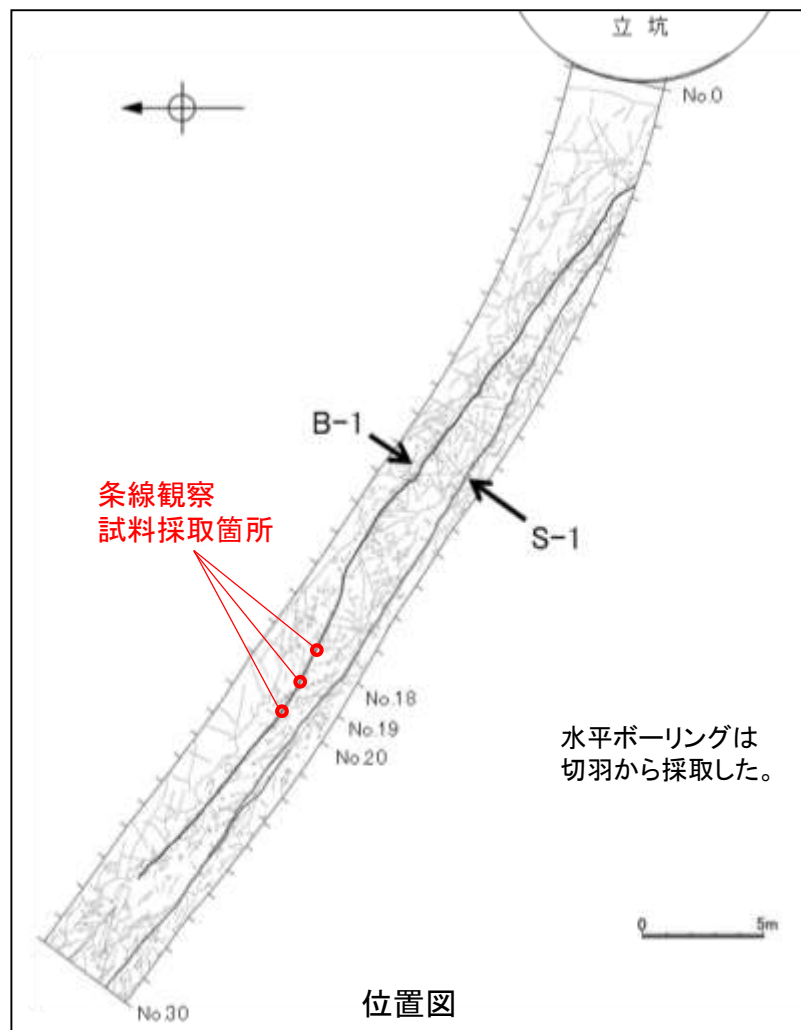 立 坑
No.0
B-1
条線観察
試料採取箇所
S-1
No.18
No.19
No.20
水平ボーリングは
切羽から採取した。
0 5m
位置図
No.30